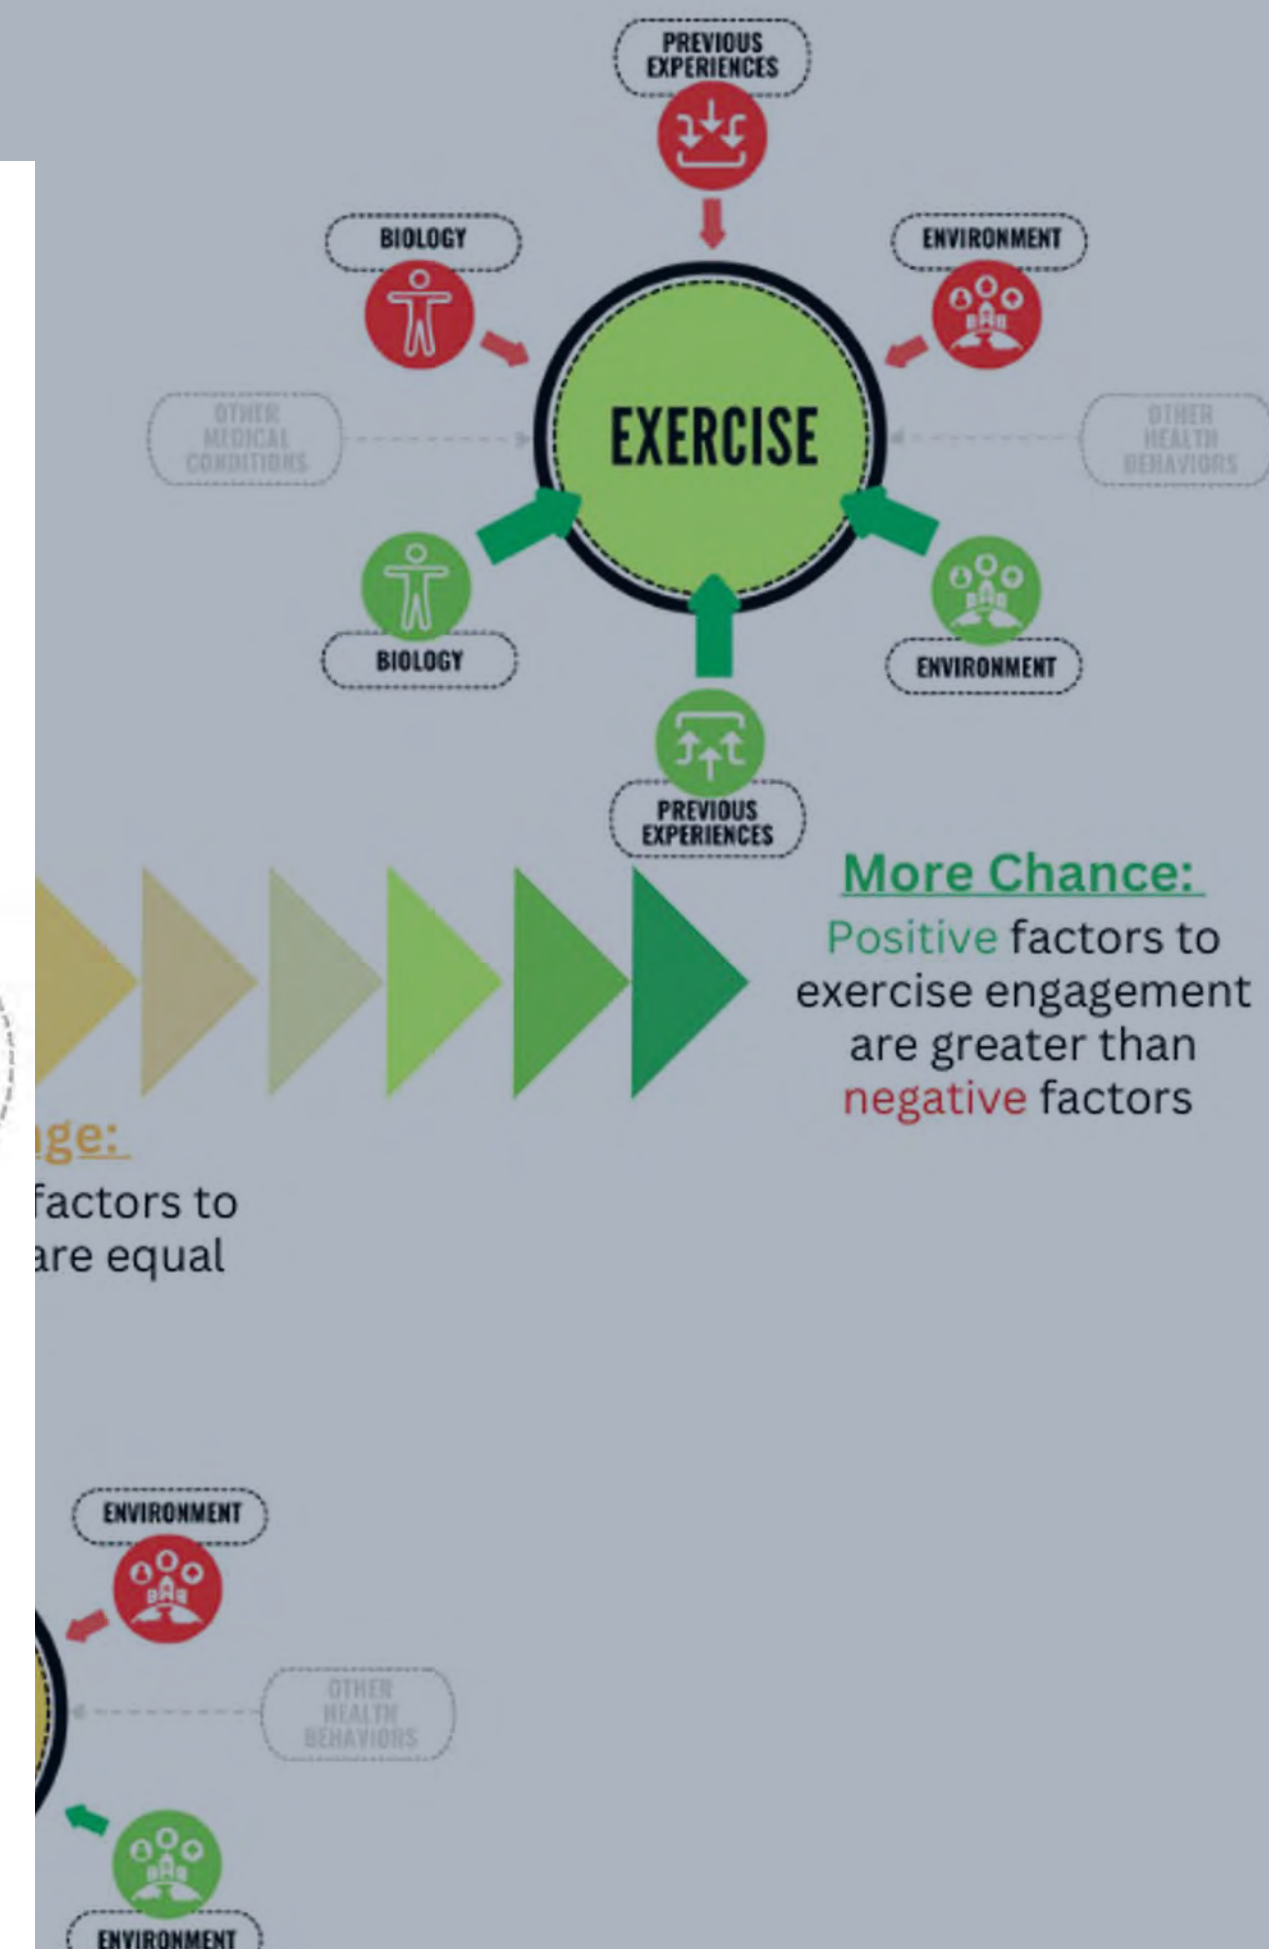 PREVIOUS
EXPERIENCES
BIOLOGY
ENVIRONMENT
OTHER
MEDICAL
CONDITIONS
EXERCISE
OTHER
HEALTH
BEHAVIORS
BIOLOGY
ENVIRONMENT
PREVIOUS
EXPERIENCES
More Chance:
Positive factors to
exercise engagement
are greater than
negative factors
factors to
are equal
ENVIRONMENT
OTHER
HEALTH
BEHAVIORS
ENVIRONMENT